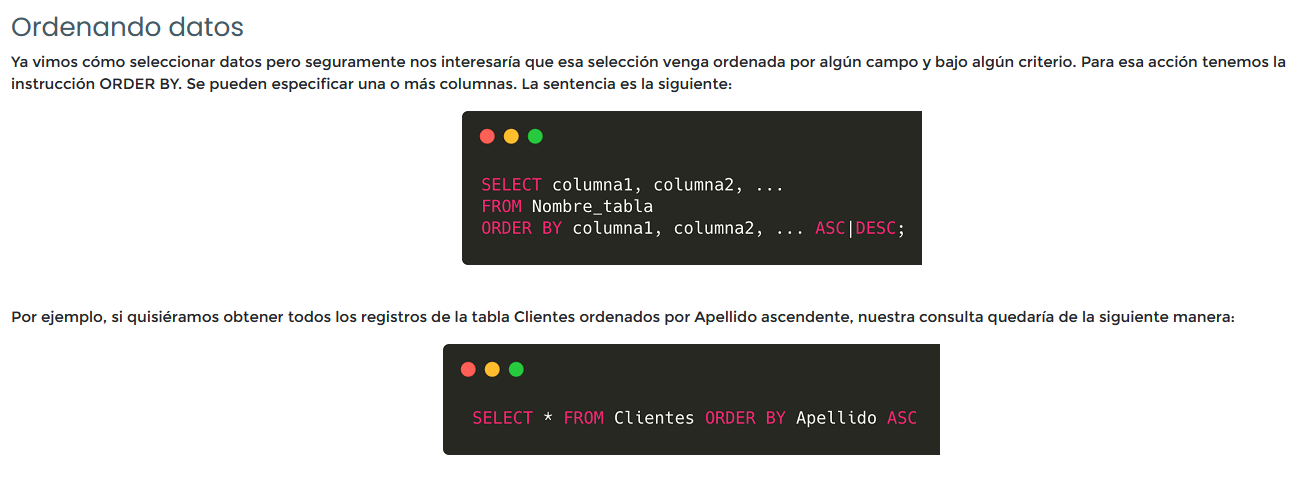 Ordenando datos
Ya vimos cómo seleccionar datos pero seguramente nos interesaría que esa selección venga ordenada por algún campo y bajo algún criterio. Para esa acción tenemos la
instrucción ORDER BY. Se pueden especificar una o más columnas. La sentencia es la siguiente:
SELECT columna1, columna2, ...
FROM Nombre_tabla
ORDER BY columna1, columna2, ... ASC|DESC;
Por ejemplo, si quisiéramos obtener todos los registros de la tabla Clientes ordenados por Apellido ascendente, nuestra consulta quedaría de la siguiente manera:
SELECT * FROM Clientes ORDER BY Apellido ASC